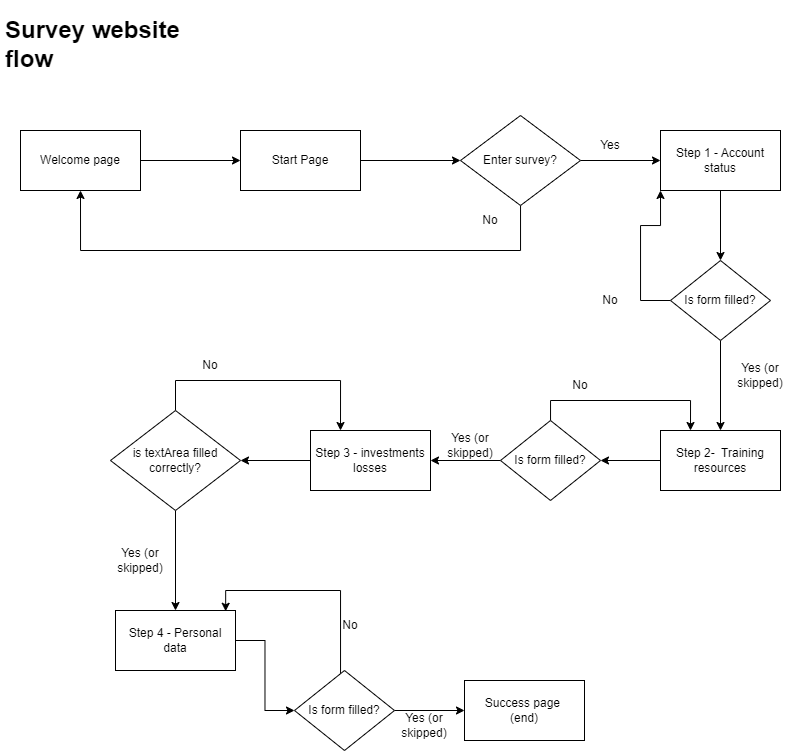 Survey website
flow
Welcome page
Start Page
Enter survey?
Yes
Step 1 - Account
status
No
Is form filled?
No
Yes (or
skipped)
Step 2-  Training
resources
No
Is form filled?
Yes (or
skipped)
Step 3 - investments
losses
No
is textArea filled
correctly?
Yes (or
skipped)
Step 4 - Personal
data
No
Is form filled?
Yes (or
skipped)
Success page
(end)